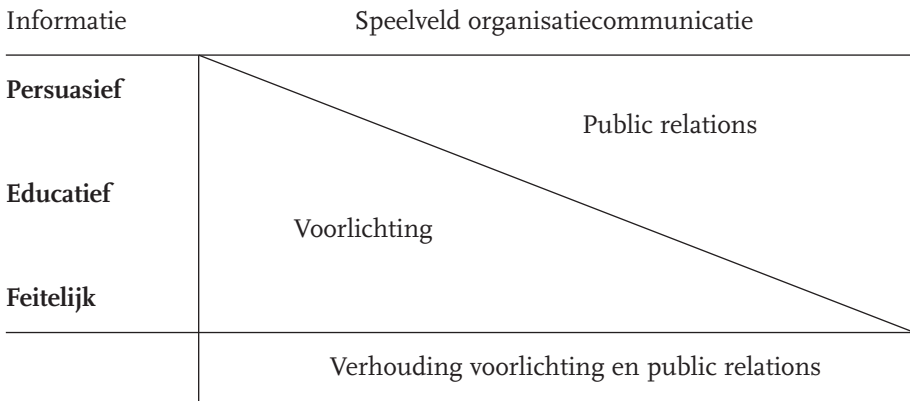 Informatie
Speelveld organisatiecommunicatie
Persuasief
Public relations
Educatief
Voorlichting
Feitelijk
Verhouding voorlichting en public relations